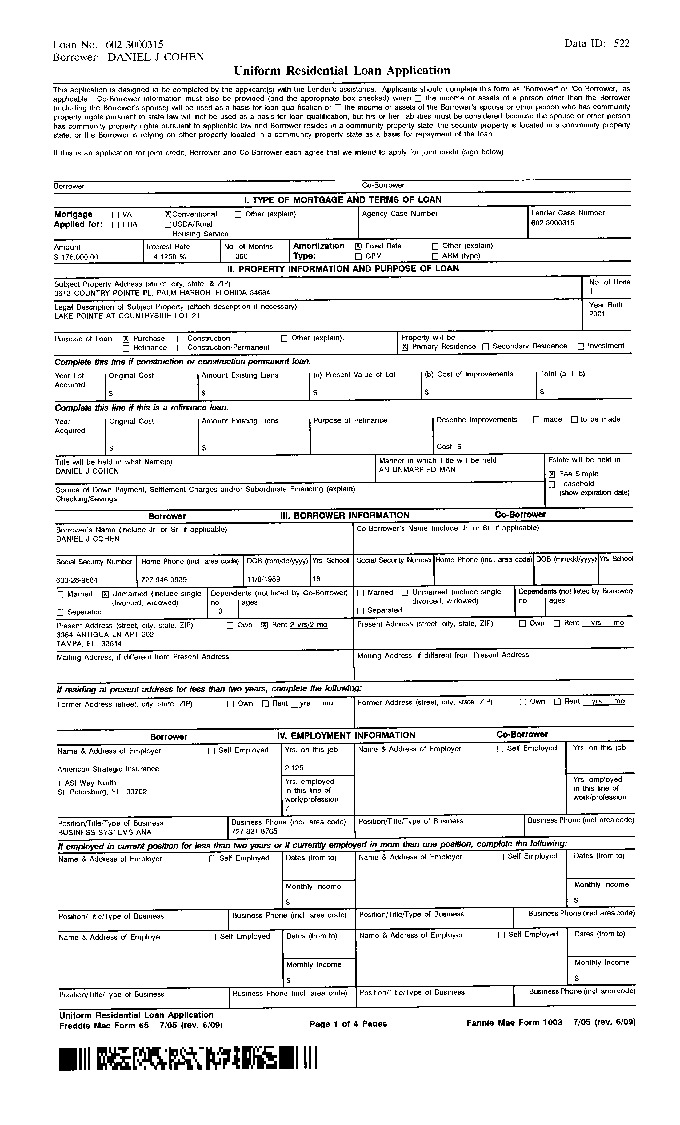 Loan No: 602 3000315
Data ID: 522
Borrower: DANIEL J COHEN
Uniform Residential Loan Application
This application is designed to be completed by the applicant(s) with the Lender's assistance. Applicants should complete this form as "Borrower" or "Co-Borrower," as
applicable. Co-Borrower information must also be provided (and the appropriate box checked) when ☐ the income or assets of a person other than the Borrower
(including the Borrower's spouse) will be used as a basis for loan qualification or ☐ the income or assets of the Borrower's spouse or other person who has community
property rights pursuant to state law will not be used as a basis for loan qualification, but his or her liabilities must be considered because the spouse or other person
has community property rights pursuant to applicable law and Borrower resides in a community property state, the security property is located in a community property
state, or the Borrower is relying on other property located in a community property state as a basis for repayment of the loan.
If this is an application for joint credit, Borrower and Co-Borrower each agree that we intend to apply for joint credit (sign below)
Borrower Co-Borrower
I. TYPE OF MORTGAGE AND TERMS OF LOAN
Mortgage Applied for: VA FHA X Conventional USDA/Rural Housing Service Other (explain)
Agency Case Number
Lender Case Number
602 3000315
Amount Interest Rate No. of Months Amortization Type: X Fixed Rate Other (explain) GPM ARM (type)
$ 176,000.00 4.1250 % 360
II. PROPERTY INFORMATION AND PURPOSE OF LOAN
Subject Property Address (street, city, state, & ZIP) No. of Units
COUNTRY POINTE PL, PALM HARBOR, FLORIDA 34684 1
Legal Description of Subject Property (attach description if necessary) Year Built
LAKE POINTE AT COUNTRYSIDE LOT 21 2001
Purpose of Loan X Purchase Construction Other (explain):
Refinance Construction-Permanent
Property will be
X Primary Residence Secondary Residence Investment
Complete this line if construction or construction permanent loan.
Year Lot Acquired Original Cost Amount Existing Liens (a) Present Value of Lot (b) Cost of Improvements Total (a + b)
$ $ $ $ $
Complete this line if this is a refinance loan.
Year Acquired Original Cost Amount Existing Liens Purpose of Refinance Describe Improvements made to be made
$ $ Cost: $
Title will be held in what Name(s) Manner in which Title will be held Estate will be held in
DANIEL J COHEN AN UNMARRIED MAN X Fee Simple
Leasehold
(show expiration date)
Source of Down Payment, Settlement Charges and/or Subordinate Financing (explain)
Checking/Savings
Borrower III. BORROWER INFORMATION Co-Borrower
Borrower's Name (include Jr. or Sr. if applicable) Co-Borrower's Name (include Jr. or Sr. if applicable)
DANIEL J COHEN
Social Security Number Home Phone (incl. area code) DOB (mm/dd/yyyy) Yrs. School Social Security Number Home Phone (incl. area code) DOB (mm/dd/yyyy) Yrs. School
Married X Unmarried (include single, divorced, widowed) Separated
Dependents (not listed by Co-Borrower)
no. ages
0
Married Unmarried (include single, divorced, widowed) Separated
Dependents (not listed by Borrower)
no. ages
Present Address (street, city, state, ZIP) Own X Rent 2 yrs/2 mo Present Address (street, city, state, ZIP) Own Rent yrs mo
ANTIGUA LN APT 202
TAMPA, FL 33614
Mailing Address, if different from Present Address Mailing Address, if different from Present Address
If residing at present address for less than two years, complete the following:
Former Address (street, city, state, ZIP) Own Rent yrs mo Former Address (street, city, state, ZIP) Own Rent yrs mo
Borrower IV. EMPLOYMENT INFORMATION Co-Borrower
Name & Address of Employer Self Employed Yrs. on this job Name & Address of Employer Self Employed Yrs. on this job
American Strategic Insurance
1 ASI Way North
St. Petersburg, FL 33702
Yrs. employed in this line of work/profession
Yrs. employed in this line of work/profession
Position/Title/Type of Business Business Phone (incl. area code) Position/Title/Type of Business Business Phone (incl. area code)
BUSINESS SYSTEMS ANA
If employed in current position for less than two years or if currently employed in more than one position, complete the following:
Name & Address of Employer Self Employed Dates (from to) Name & Address of Employer Self Employed Dates (from to)
Monthly Income Monthly Income
$ $
Position/Title/Type of Business Business Phone (incl. area code) Position/Title/Type of Business Business Phone (incl. area code)
Name & Address of Employer Self Employed Dates (from to) Name & Address of Employer Self Employed Dates (from to)
Monthly Income Monthly Income
$ $
Position/Title/Type of Business Business Phone (incl. area code) Position/Title/Type of Business Business Phone (incl. area code)
Uniform Residential Loan Application
Freddie Mac Form 65 7/05 (rev. 6/09) Page 1 of 4 Pages Fannie Mae Form 1003 7/05 (rev. 6/09)